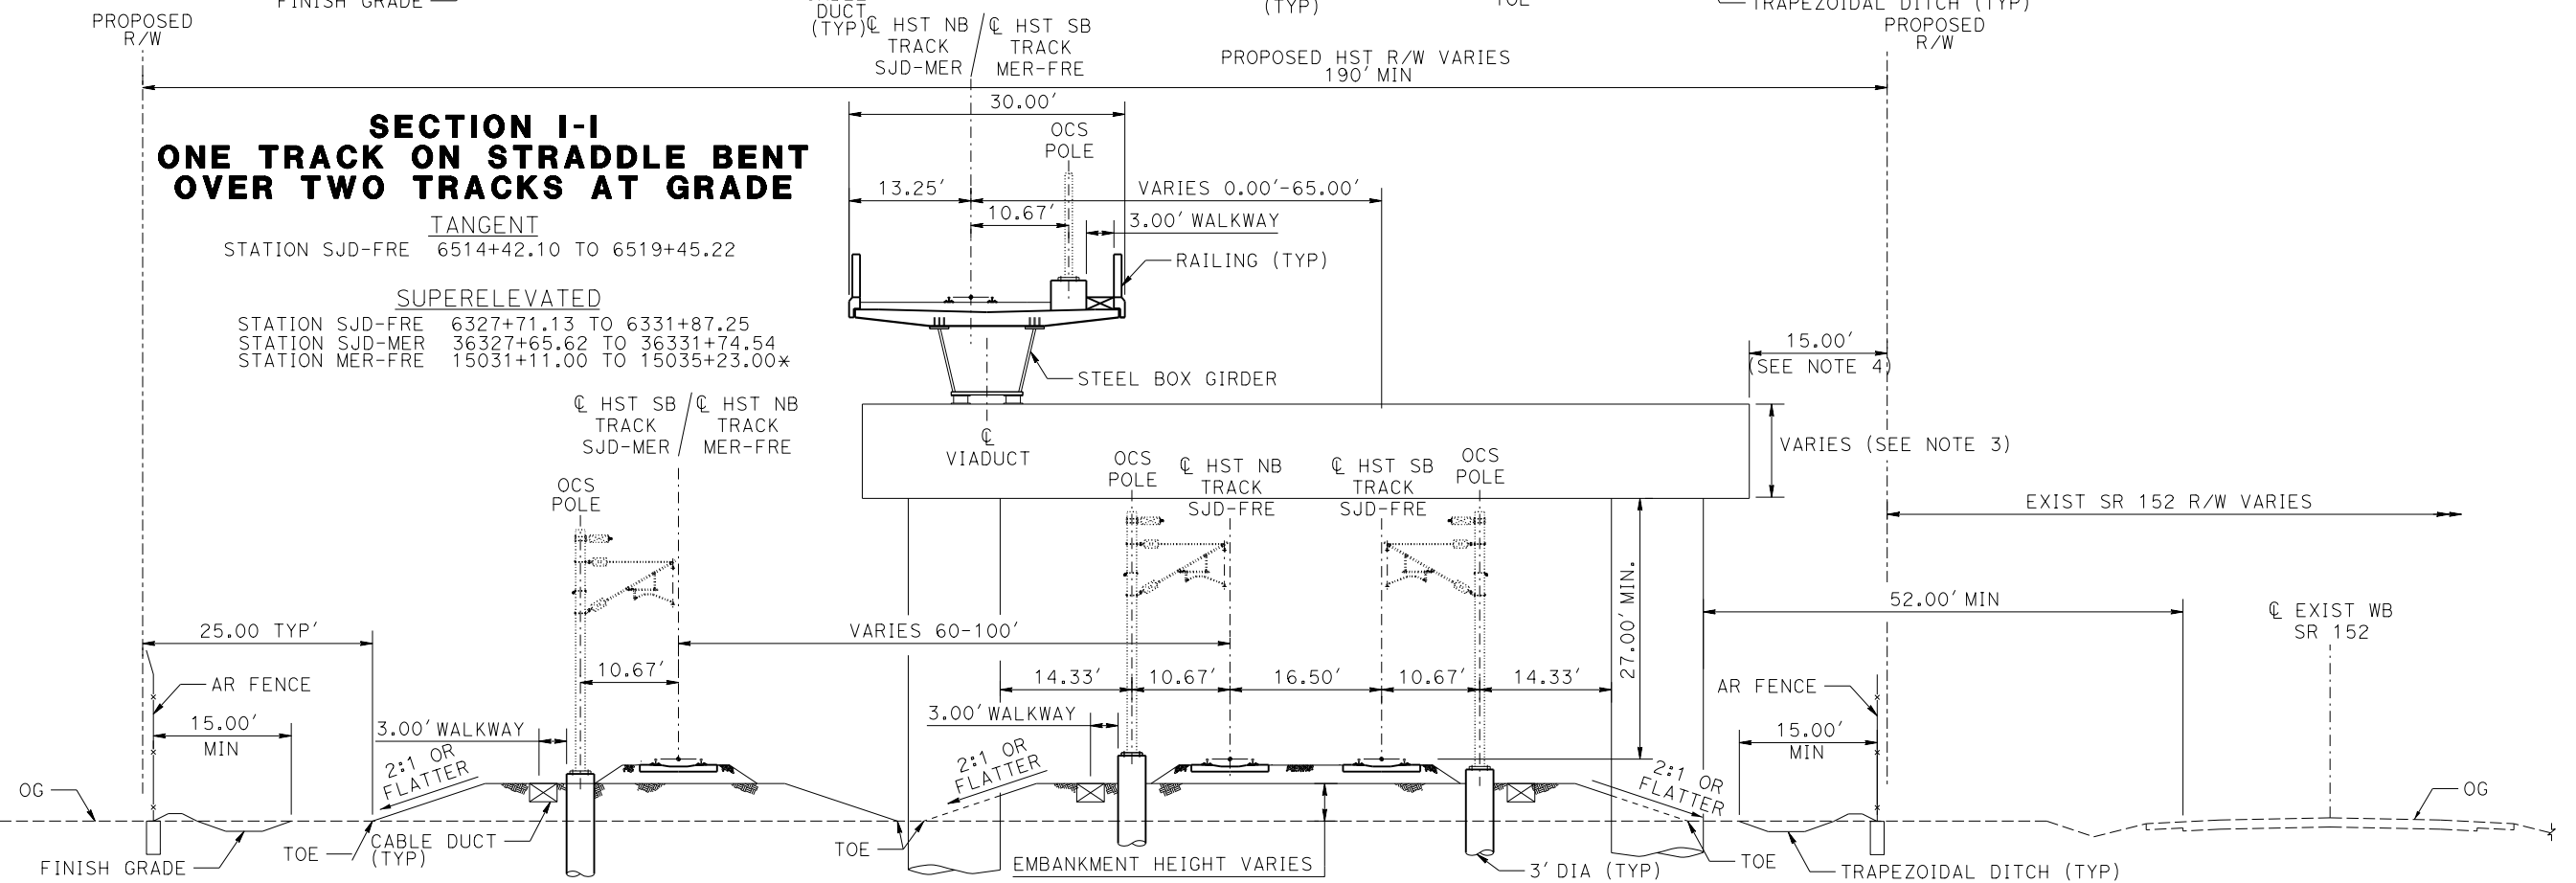 FINISH GRADE
DUCT
(TYP)
(TYP)
TOE
TRAPEZOIDAL DITCH (TYP)
PROPOSED
R/W
℄ HST NB
TRACK
SJD-MER
℄ HST SB
TRACK
MER-FRE
PROPOSED
R/W
PROPOSED HST R/W VARIES
190' MIN
30.00'
SECTION I-I
ONE TRACK ON STRADDLE BENT
OVER TWO TRACKS AT GRADE
TANGENT
STATION SJD-FRE 6514+42.10 TO 6519+45.22
SUPERELEVATED
STATION SJD-FRE 6327+71.13 TO 6331+87.25
STATION SJD-MER 36327+65.62 TO 36331+74.54
STATION MER-FRE 15031+11.00 TO 15035+23.00*
OCS
POLE
13.25'
VARIES 0.00'-65.00'
10.67'
3.00' WALKWAY
RAILING (TYP)
STEEL BOX GIRDER
15.00'
(SEE NOTE 4)
℄
VIADUCT
VARIES (SEE NOTE 3)
℄ HST SB
TRACK
SJD-MER
℄ HST NB
TRACK
MER-FRE
OCS
POLE
OCS
POLE
℄ HST NB
TRACK
SJD-FRE
℄ HST SB
TRACK
SJD-FRE
OCS
POLE
EXIST SR 152 R/W VARIES
27.00' MIN.
52.00' MIN
℄ EXIST WB
SR 152
25.00 TYP'
VARIES 60-100'
10.67'
14.33'
10.67'
16.50'
10.67'
14.33'
AR FENCE
15.00'
MIN
3.00' WALKWAY
2:1 OR
FLATTER
3.00' WALKWAY
2:1 OR
FLATTER
2:1 OR
FLATTER
AR FENCE
15.00'
MIN
OG
OG
FINISH GRADE
TOE
CABLE DUCT
(TYP)
TOE
EMBANKMENT HEIGHT VARIES
3' DIA (TYP)
TOE
TRAPEZOIDAL DITCH (TYP)